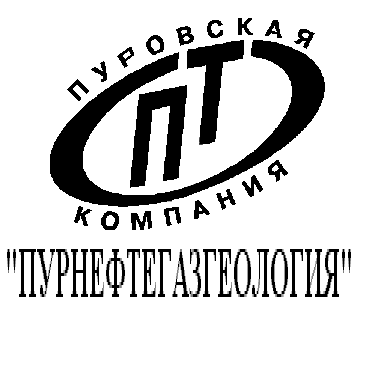 ПУРОВСКАЯ
ПТ
КОМПАНИЯ
"ПУРНЕФТЕГАЗГЕОЛОГИЯ"